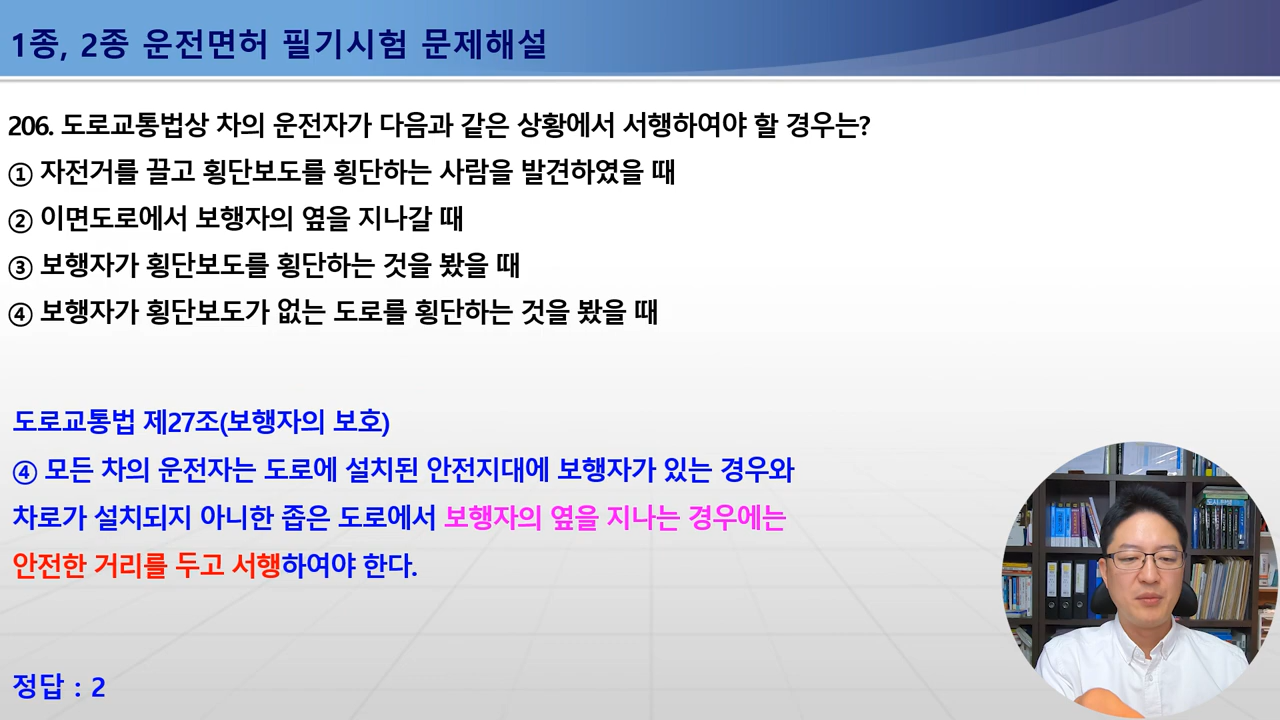 1종, 2종 운전면허 필기시험 문제해설
206. 도로교통법상 차의 운전자가 다음과 같은 상황에서 서행하여야 할 경우는?
① 자전거를 끌고 횡단보도를 횡단하는 사람을 발견하였을 때
② 이면도로에서 보행자의 옆을 지나갈 때
③ 보행자가 횡단보도를 횡단하는 것을 봤을 때
④ 보행자가 횡단보도가 없는 도로를 횡단하는 것을 봤을 때
도로교통법 제27조(보행자의 보호)
④ 모든 차의 운전자는 도로에 설치된 안전지대에 보행자가 있는 경우와
차로가 설치되지 아니한 좁은 도로에서 보행자의 옆을 지나는 경우에는
안전한 거리를 두고 서행하여야 한다.
정답 : 2